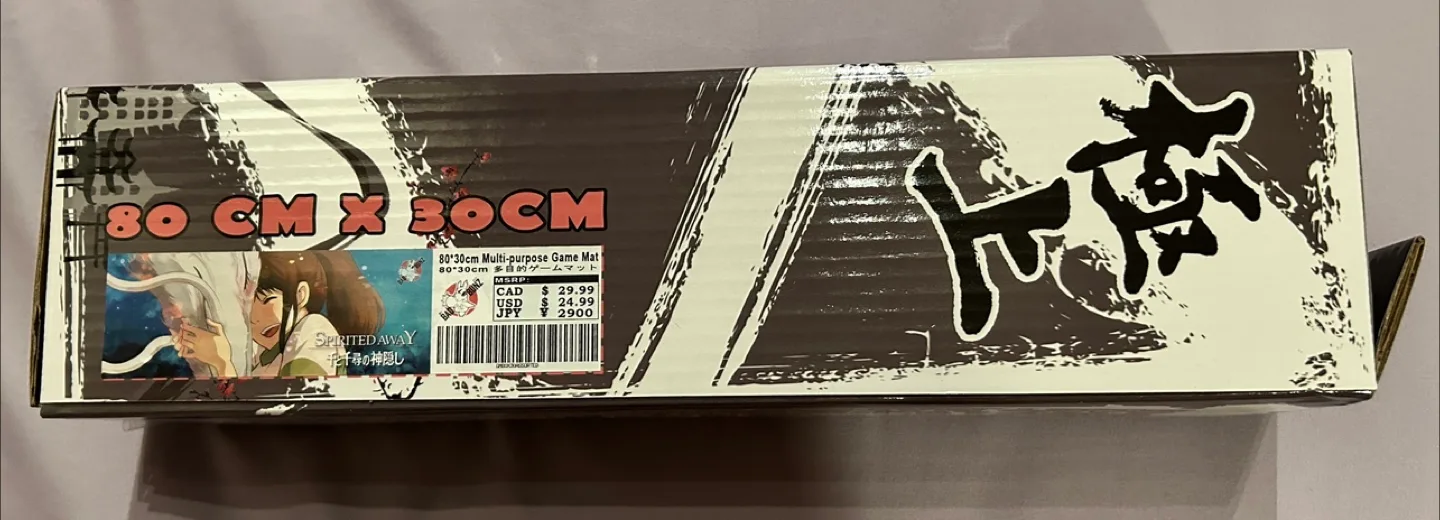 80 CM X 30CM
SPIRITED AWAY
千と千尋の神隠し
80*30cm Multi-purpose Game Mat
80*30cm 多目的ゲームマット
MSRP:
CAD $ 29.99
USD $ 24.99
JPY ¥ 2900
極上